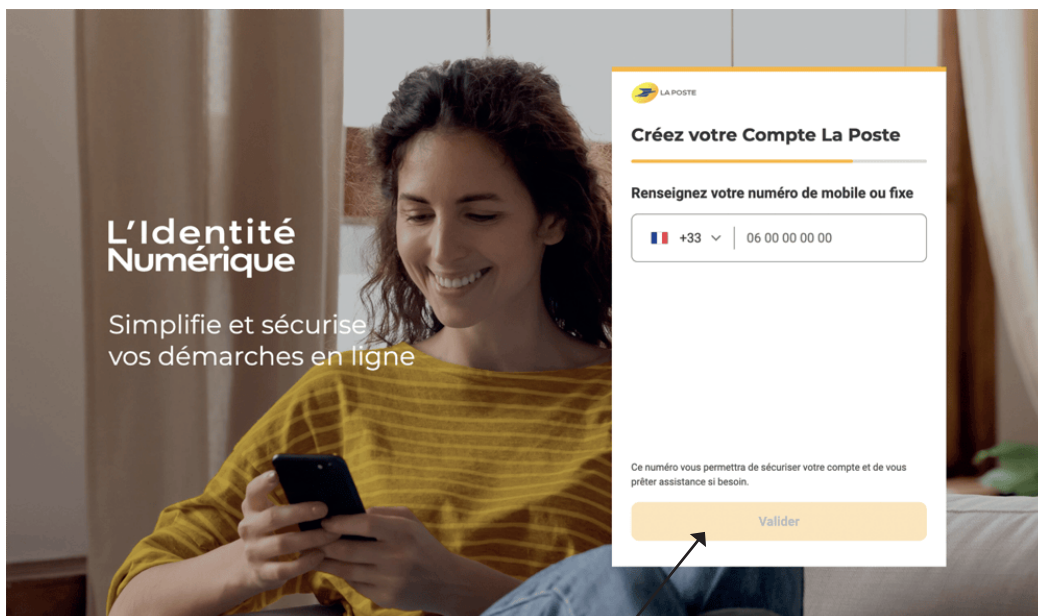 L'Identité
Numérique
Simplifie et sécurise
vos démarches en ligne
LA POSTE
Créez votre Compte La Poste
Renseignez votre numéro de mobile ou fixe
+33
06 00 00 00 00
Ce numéro vous permettra de sécuriser votre compte et de vous
prêter assistance si besoin.
Valider